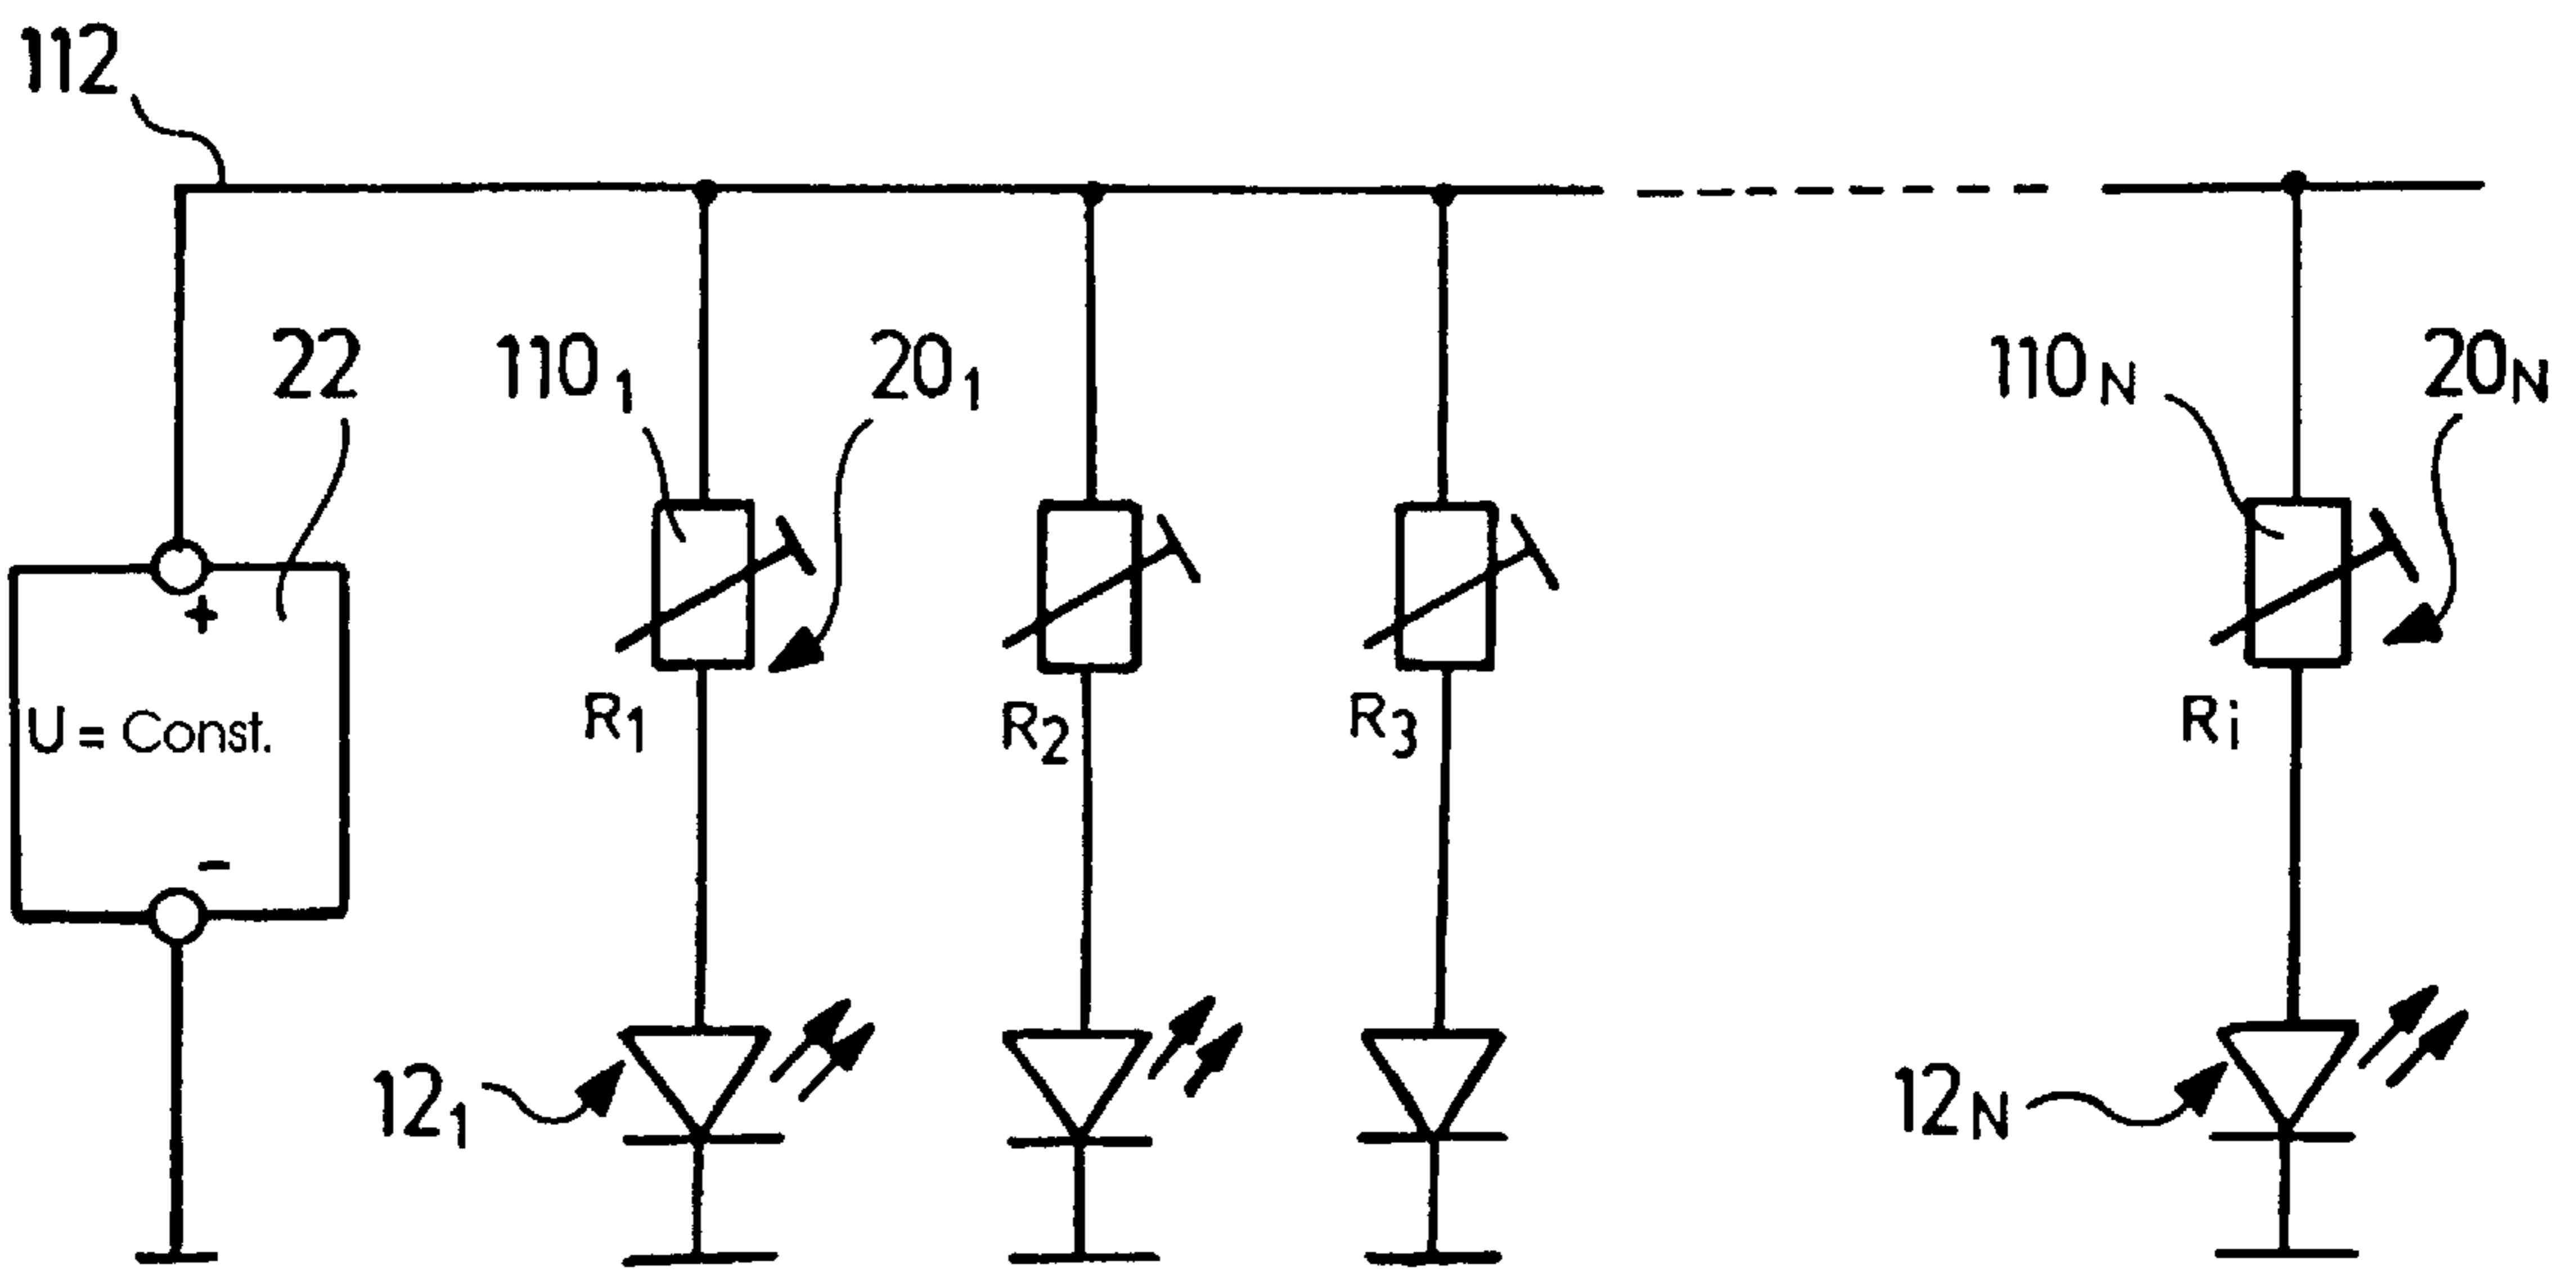 112
22
110₁
20₁
110N
20N
+
U = Const.
R₁
R₂
R₃
Ri
-
12₁
12N